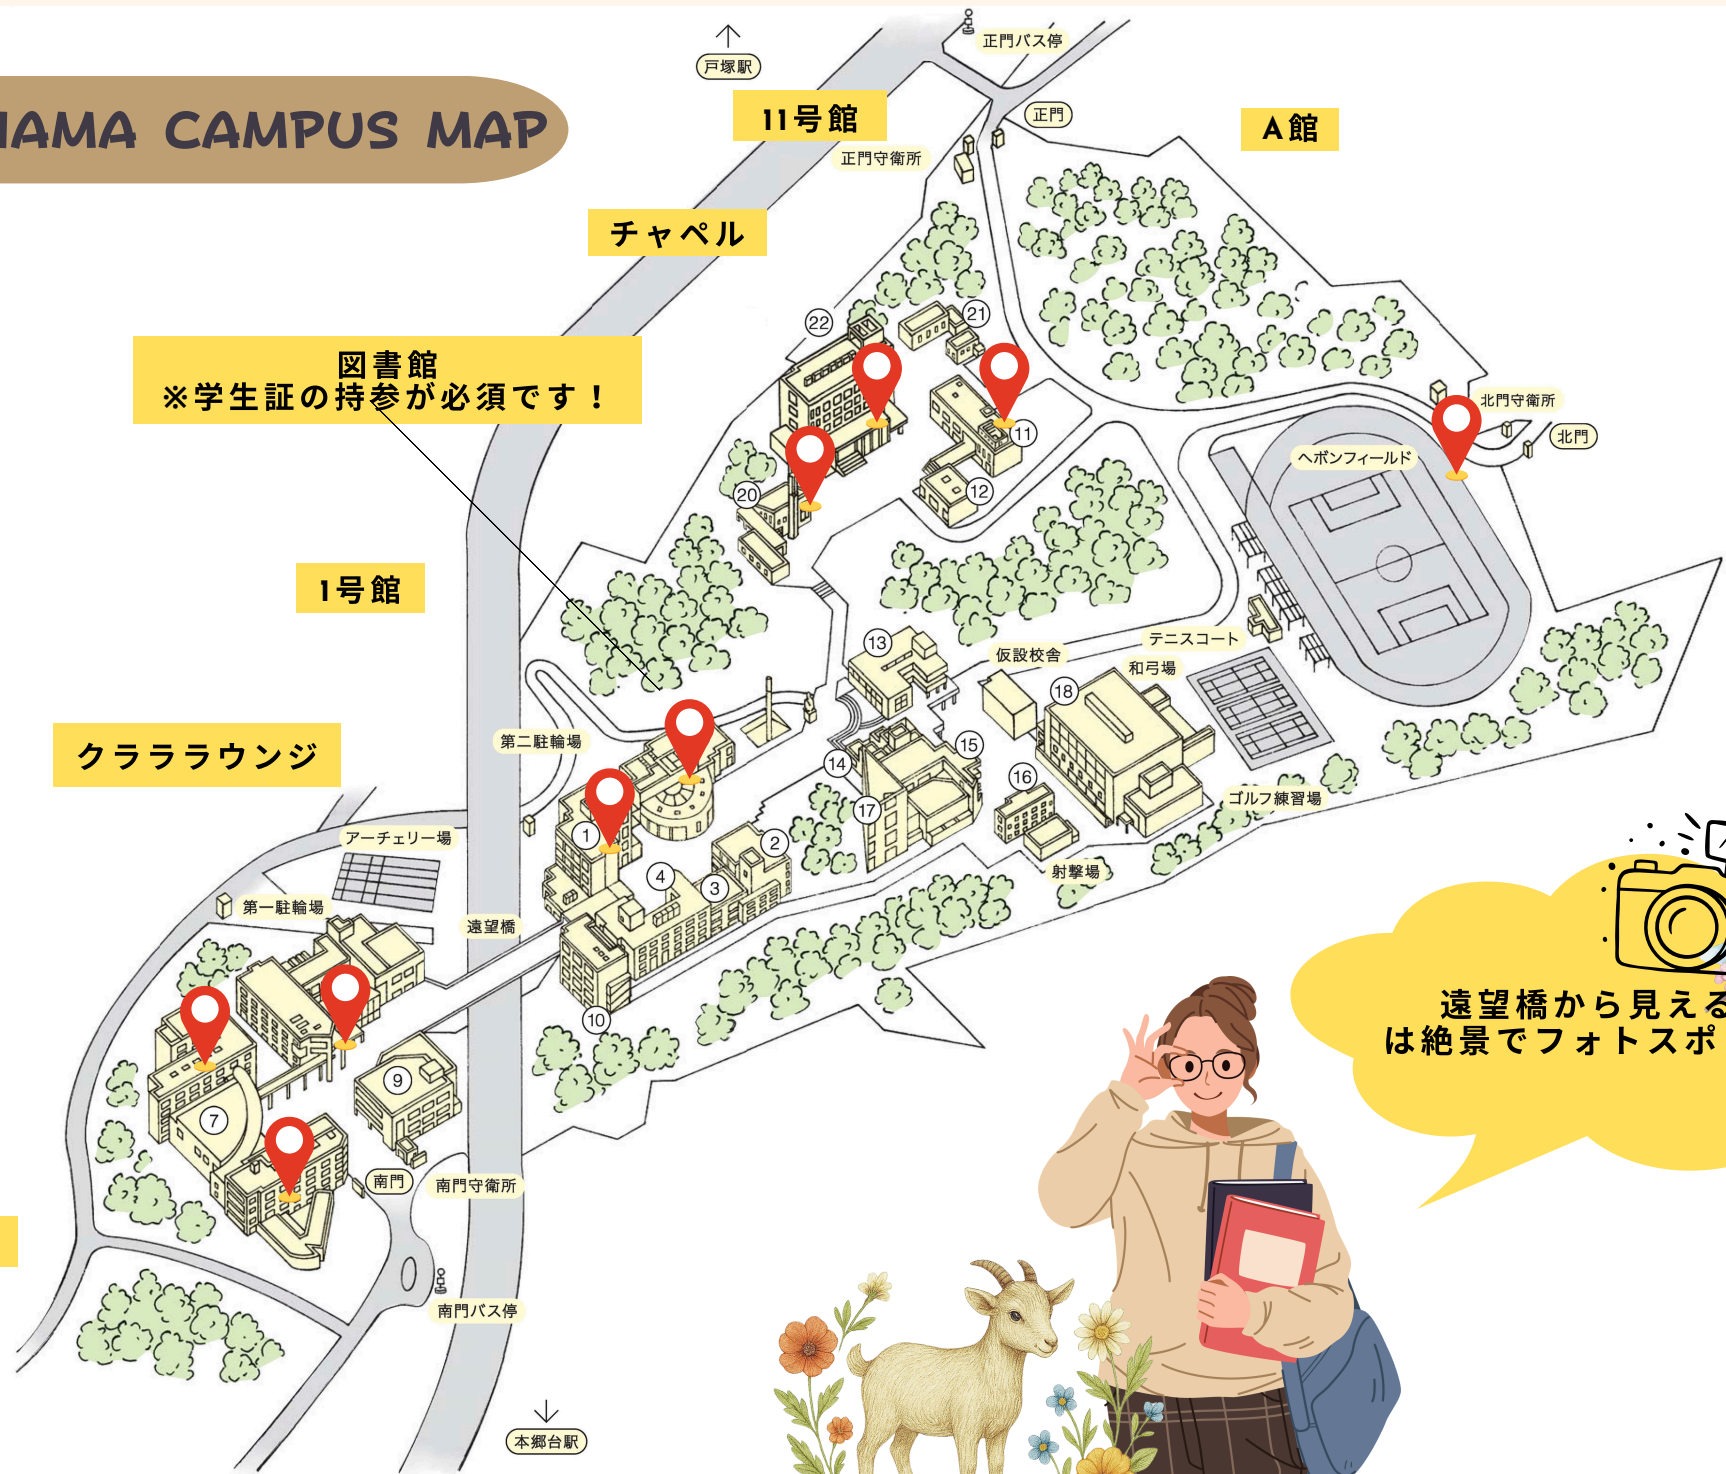 HAMA CAMPUS MAP
戸塚駅
正門バス停
正門
11号館
正門守衛所
A館
チャペル
図書館
※学生証の持参が必須です！
22
21
11
12
20
北門守衛所
北門
ヘボンフィールド
1号館
13
仮設校舎
テニスコート
和弓場
18
クララウンジ
第二駐輪場
14
15
16
17
ゴルフ練習場
射撃場
アーチェリー場
1
2
3
4
第一駐輪場
遠望橋
10
9
7
南門
南門守衛所
南門バス停
本郷台駅
遠望橋から見える
は絶景でフォトスポ